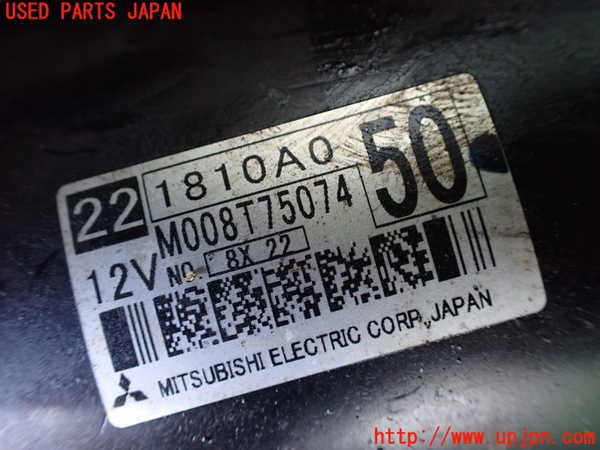 USED PARTS JAPAN
22 1810A0 50
M008T75074
12V NO. 8X 22
MITSUBISHI ELECTRIC CORP., JAPAN
http://www.upjpn.com/